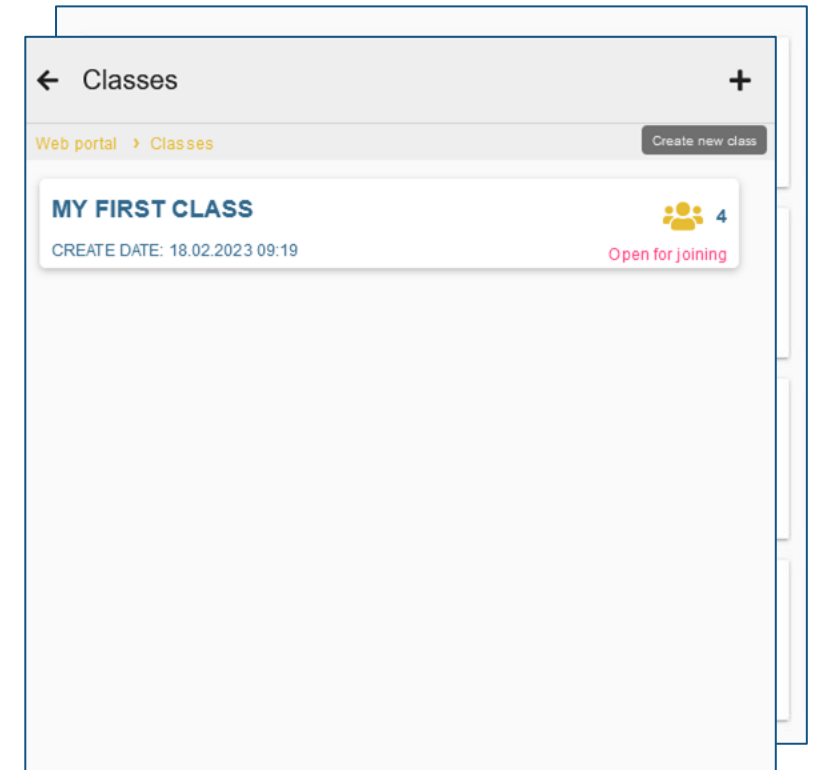 Classes
Web portal > Classes
Create new class
MY FIRST CLASS
4
CREATE DATE: 18.02.2023 09:19
Open for joining